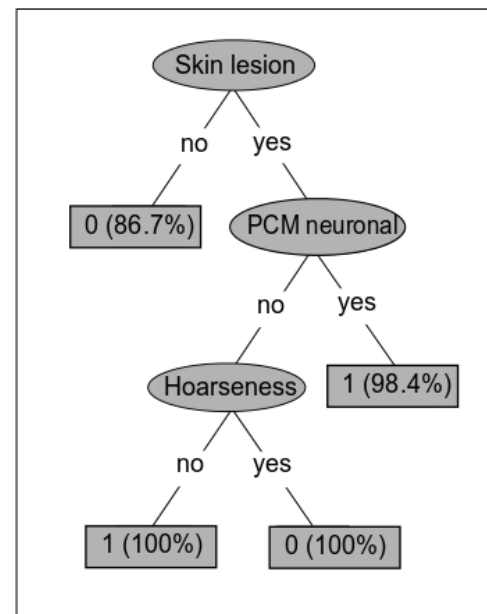 Skin lesion
no yes
0 (86.7%) PCM neuronal
no yes
Hoarseness 1 (98.4%)
no yes
1 (100%) 0 (100%)